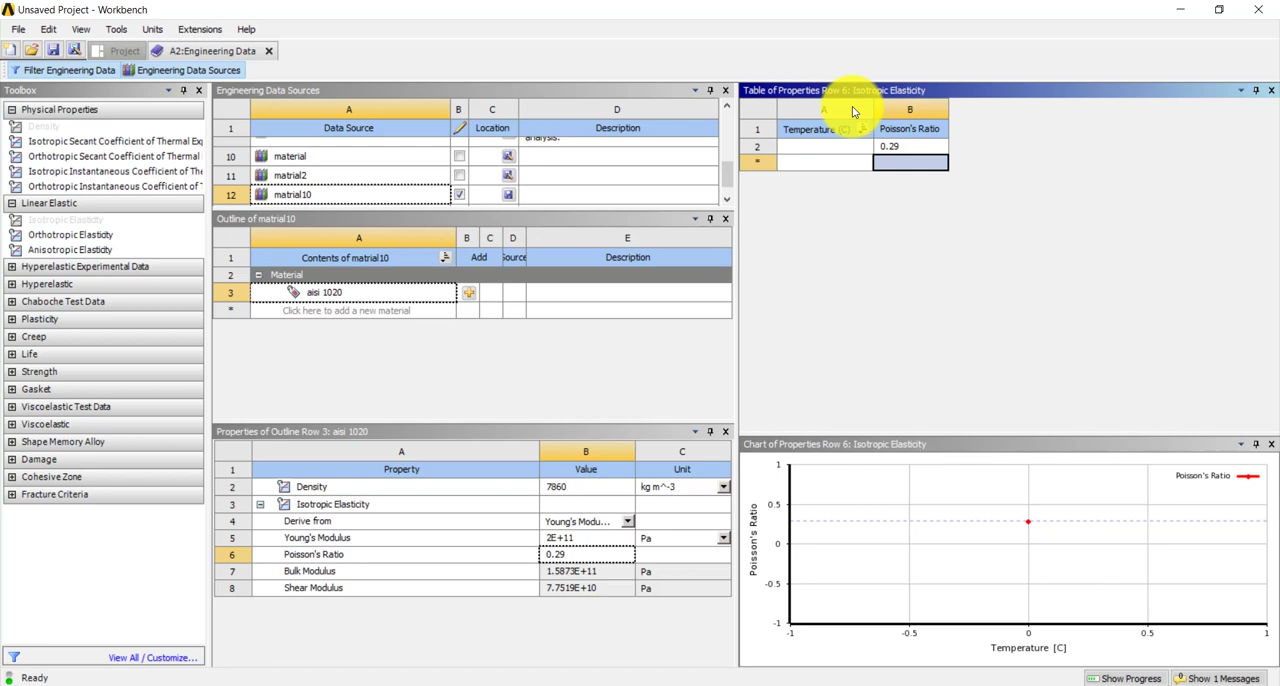 Unsaved Project - Workbench
File Edit View Tools Units Extensions Help
Project A2:Engineering Data
Filter Engineering Data Engineering Data Sources
Toolbox
Physical Properties
Density
Isotropic Secant Coefficient of Thermal Ex
Orthotropic Secant Coefficient of Thermal
Isotropic Instantaneous Coefficient of The
Orthotropic Instantaneous Coefficient of T
Linear Elastic
Isotropic Elasticity
Orthotropic Elasticity
Anisotropic Elasticity
Hyperelastic Experimental Data
Hyperelastic
Chaboche Test Data
Plasticity
Creep
Life
Strength
Gasket
Viscoelastic Test Data
Viscoelastic
Shape Memory Alloy
Damage
Cohesive Zone
Fracture Criteria
View All / Customize...
Engineering Data Sources
A B C D
1 Data Source Location Description
analysis.
10 material
11 matrial2
12 matrial10
Outline of matrial10
A B C D E
1 Contents of matrial10 Add Source Description
2 Material
3 aisi 1020
* Click here to add a new material
Properties of Outline Row 3: aisi 1020
A B C
1 Property Value Unit
2 Density 7860 kg m^-3
3 Isotropic Elasticity
4 Derive from Young's Modu...
5 Young's Modulus 2E+11 Pa
6 Poisson's Ratio 0.29
7 Bulk Modulus 1.5873E+11 Pa
8 Shear Modulus 7.7519E+10 Pa
Table of Properties Row 6: Isotropic Elasticity
A B
1 Temperature (C) Poisson's Ratio
2 0.29
*
Chart of Properties Row 6: Isotropic Elasticity
Poisson's Ratio
1
0.5
0
-0.5
-1
Poisson's Ratio
-1 -0.5 0 0.5 1
Temperature [C]
Ready
Show Progress Show 1 Messages